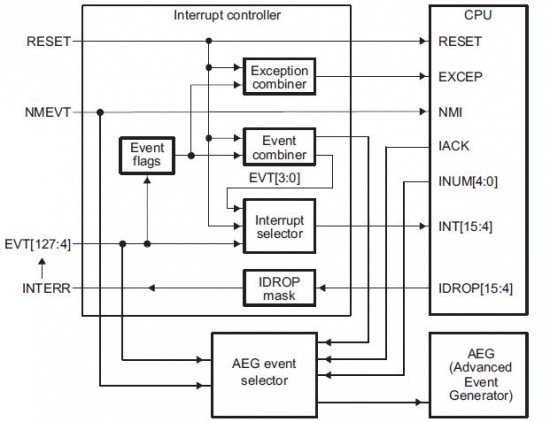 Interrupt controller
CPU
RESET
RESET
Exception
combiner
EXCEP
NMEVT
NMI
Event
flags
Event
combiner
IACK
EVT[3:0]
INUM[4:0]
Interrupt
selector
INT[15:4]
EVT[127:4]
INTERR
IDROP
mask
IDROP[15:4]
AEG event
selector
AEG
(Advanced
Event
Generator)